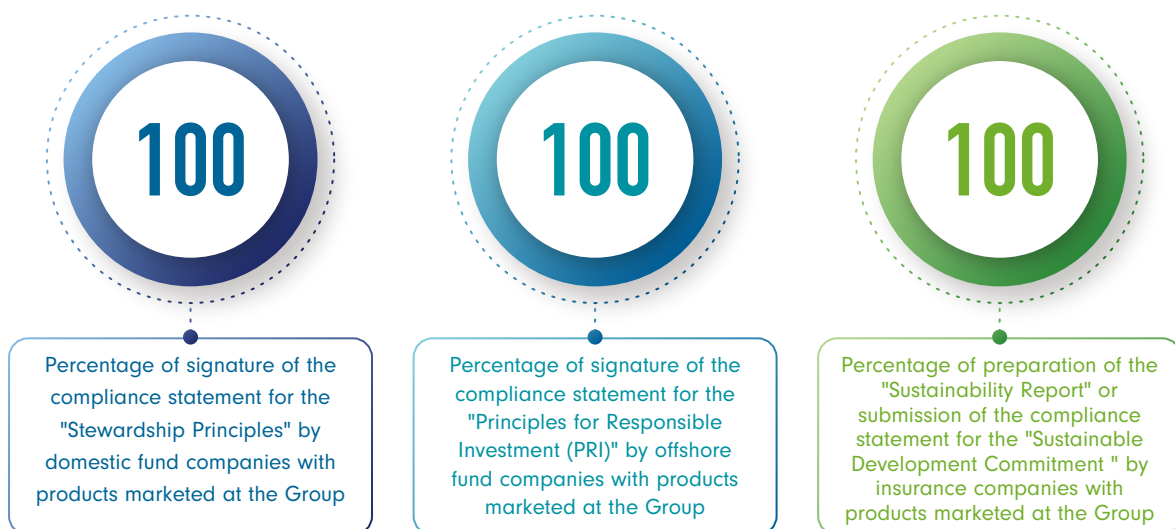 100
Percentage of signature of the
compliance statement for the
"Stewardship Principles" by
domestic fund companies with
products marketed at the Group
100
Percentage of signature of the
compliance statement for the
"Principles for Responsible
Investment (PRI)" by offshore
fund companies with products
marketed at the Group
100
Percentage of preparation of the
"Sustainability Report" or
submission of the compliance
statement for the "Sustainable
Development Commitment " by
insurance companies with
products marketed at the Group